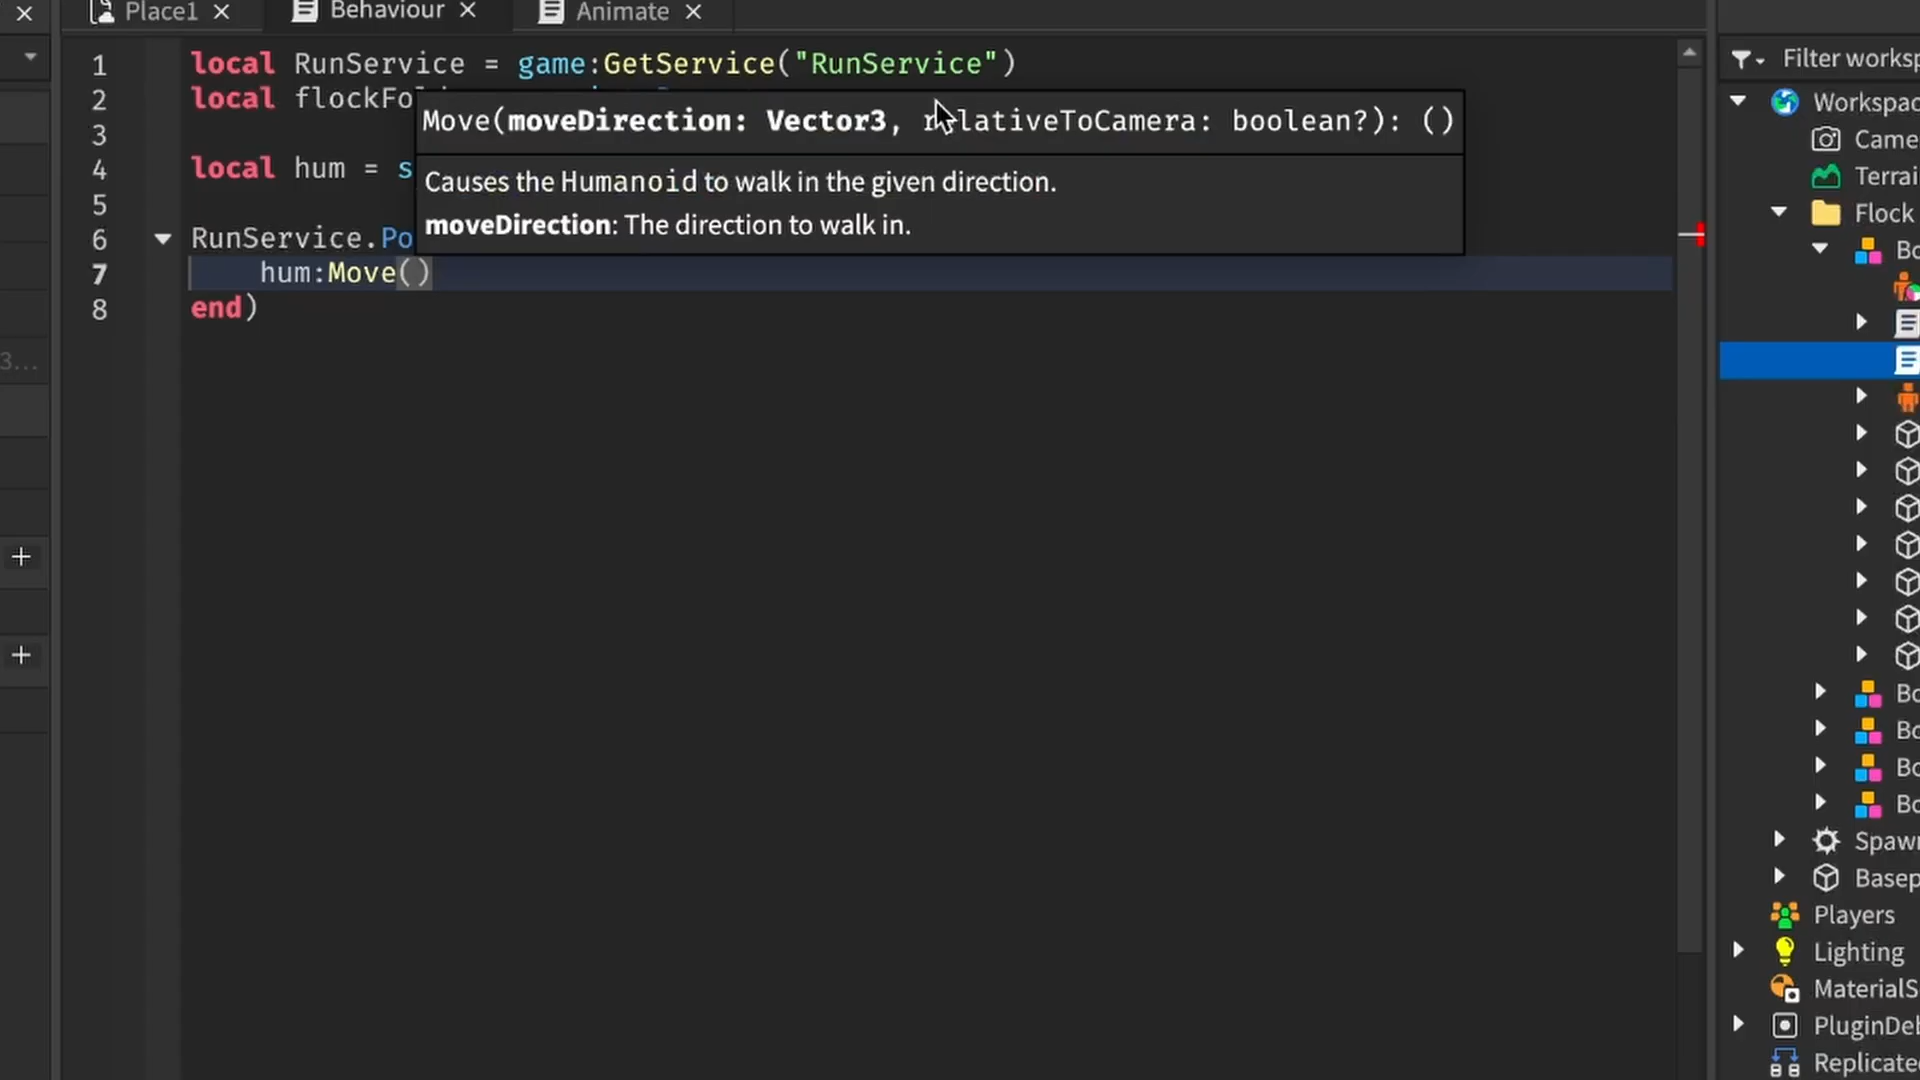 Place1
Behaviour
Animate
1 local RunService = game:GetService("RunService")
2 local flockFo
Move(moveDirection: Vector3, relativeToCamera: boolean?): ()
3
Causes the Humanoid to walk in the given direction.
4 local hum = s
5
moveDirection: The direction to walk in.
6 RunService.Po
7 hum:Move()
8 end)
3...
Filter worksp
Workspac
Came
Terrai
Flock
Bo
Bo
Bo
Bo
Bo
Spawn
Basep
Players
Lighting
MaterialS
PluginDeb
Replicate